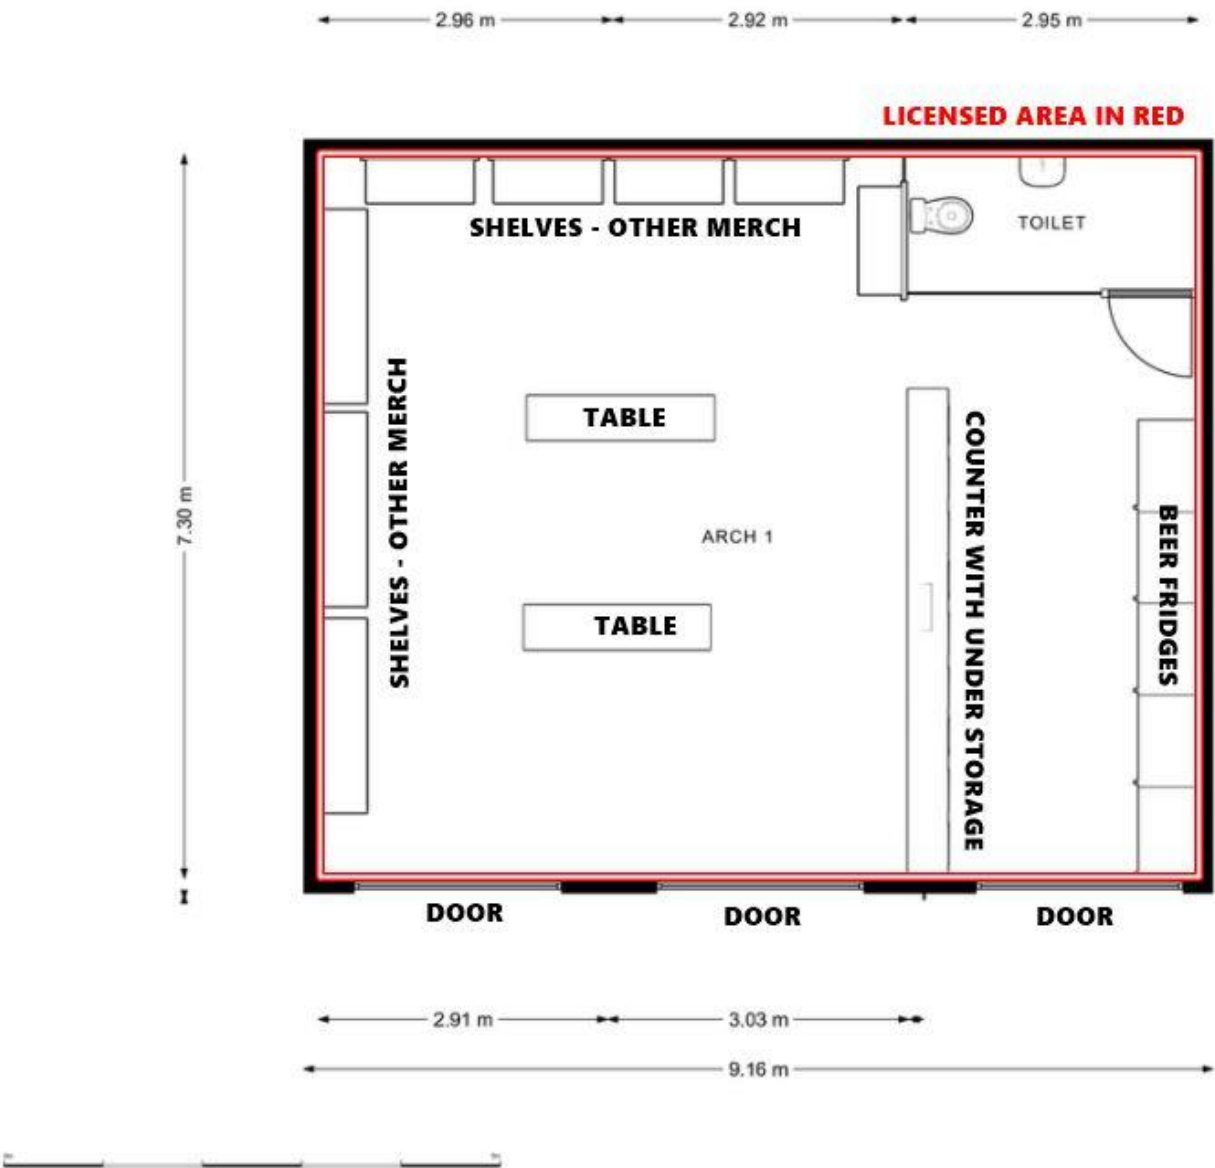 2.96 m 2.92 m 2.95 m
LICENSED AREA IN RED
SHELVES - OTHER MERCH
TOILET
7.30 m
SHELVES - OTHER MERCH
TABLE
COUNTER WITH UNDER STORAGE
BEER FRIDGES
ARCH 1
TABLE
DOOR DOOR DOOR
2.91 m 3.03 m
9.16 m